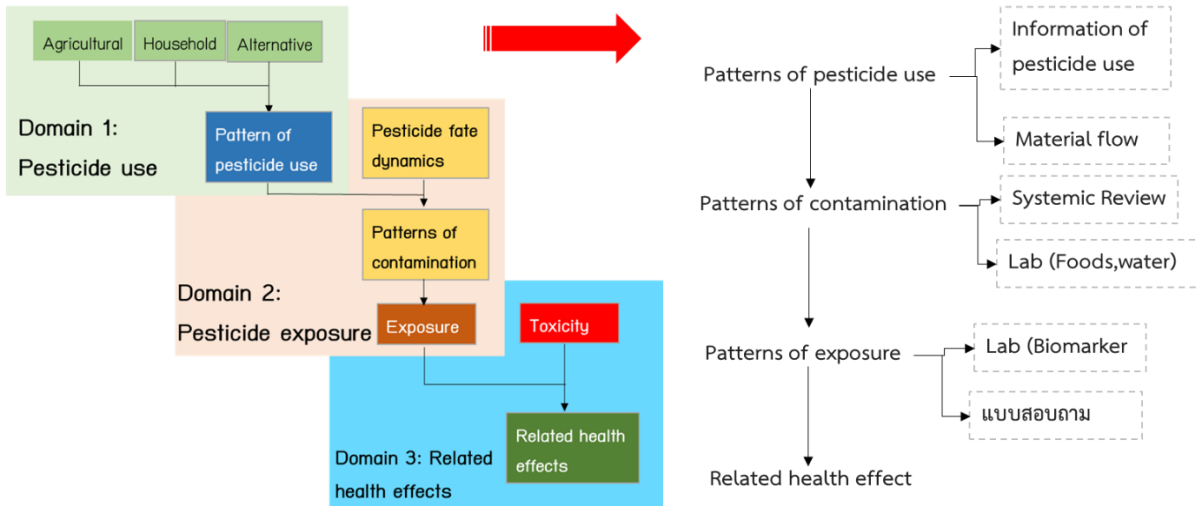 Agricultural
Household
Alternative
Domain 1:
Pesticide use
Pattern of
pesticide use
Pesticide fate
dynamics
Patterns of
contamination
Domain 2:
Pesticide exposure
Exposure
Toxicity
Related health
effects
Domain 3: Related
health effects
Patterns of pesticide use
Information of
pesticide use
Material flow
Patterns of contamination
Systemic Review
Lab (Foods,water)
Patterns of exposure
Lab (Biomarker
แบบสอบถาม
Related health effect